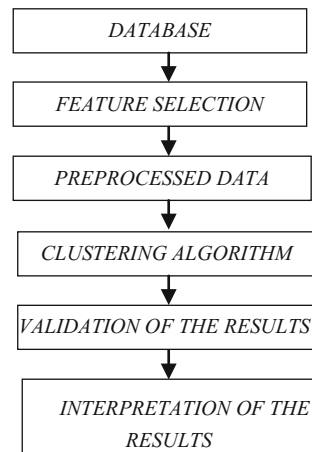 DATABASE
FEATURE SELECTION
PREPROCESSED DATA
CLUSTERING ALGORITHM
VALIDATION OF THE RESULTS
INTERPRETATION OF THE
RESULTS